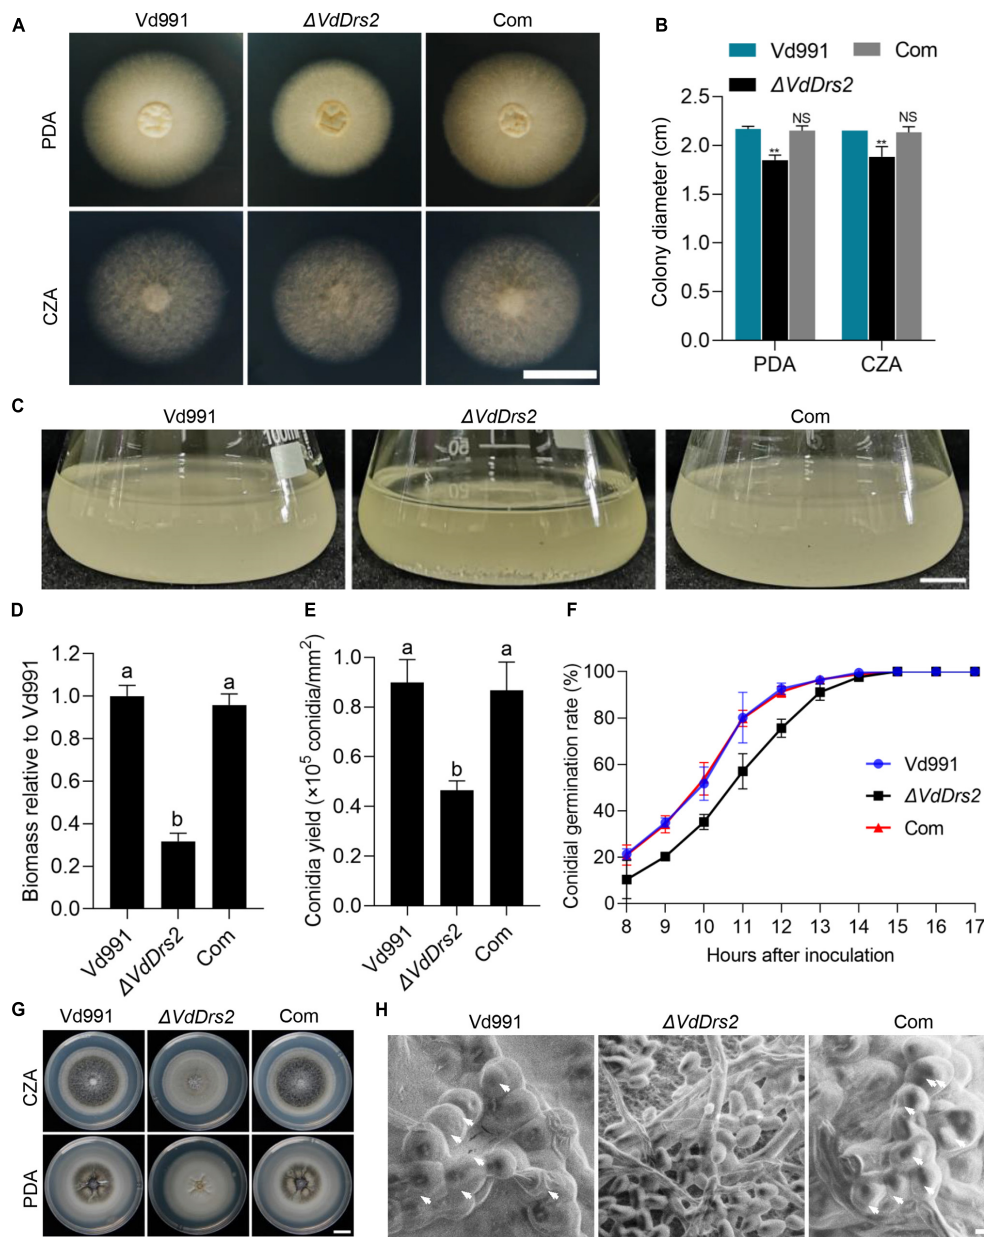 A
Vd991
ΔVdDrs2
Com
PDA
CZA
B
Vd991
Com
ΔVdDrs2
Colony diameter (cm)
2.5
2.0
1.5
1.0
0.5
0.0
**
NS
**
NS
PDA
CZA
C
Vd991
ΔVdDrs2
Com
100ml
50
50
D
Biomass relative to Vd991
1.2
1.0
0.8
0.6
0.4
0.2
0.0
a
b
a
Vd991
ΔVdDrs2
Com
E
Conidia yield (×10⁵ conidia/mm²)
1.0
0.8
0.6
0.4
0.2
0.0
a
b
a
Vd991
ΔVdDrs2
Com
F
Conidial germination rate (%)
100
80
60
40
20
0
8 9 10 11 12 13 14 15 16 17
Hours after inoculation
Vd991
ΔVdDrs2
Com
G
Vd991
ΔVdDrs2
Com
CZA
PDA
H
Vd991
ΔVdDrs2
Com